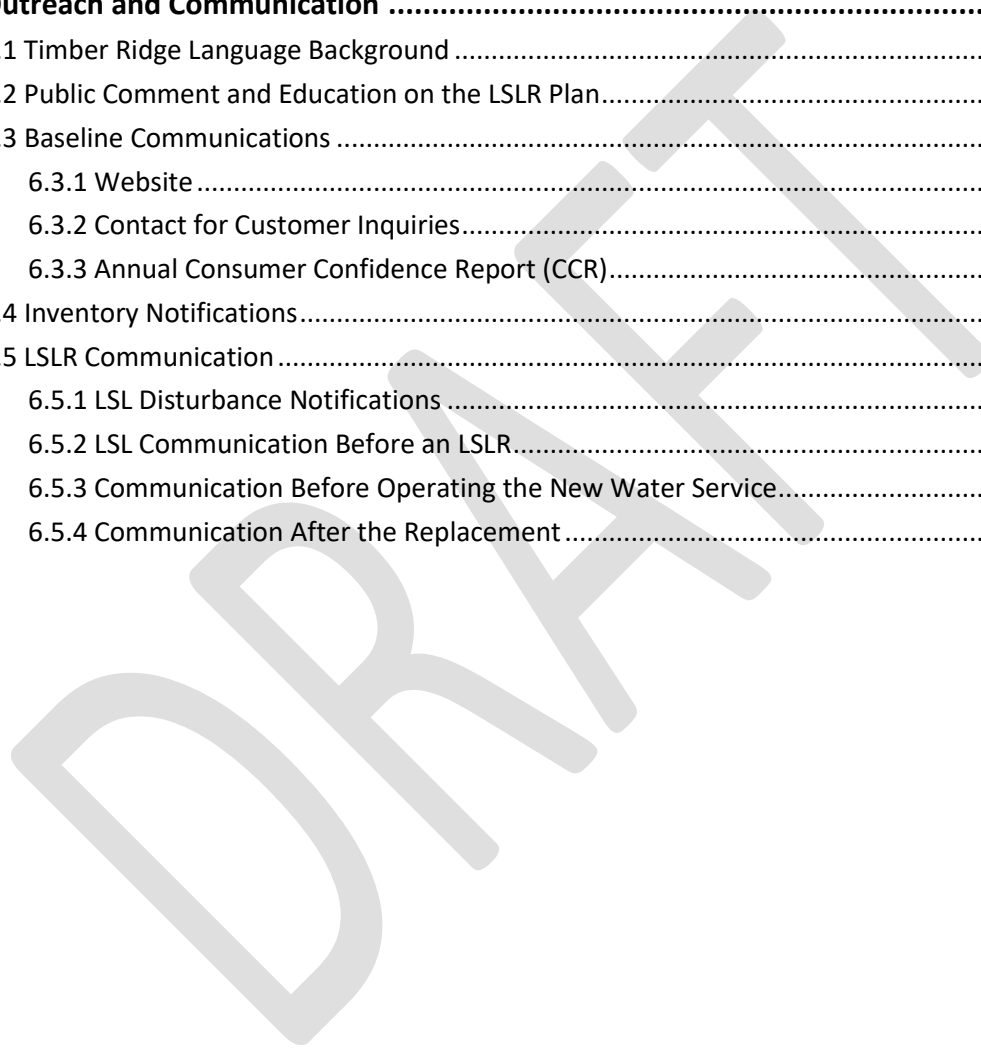 Outreach and Communication ....................................................................................
.1 Timber Ridge Language Background ..........................................................................
.2 Public Comment and Education on the LSLR Plan......................................................
.3 Baseline Communications ..........................................................................................
6.3.1 Website .................................................................................................................
6.3.2 Contact for Customer Inquiries...........................................................................
6.3.3 Annual Consumer Confidence Report (CCR).......................................................
.4 Inventory Notifications................................................................................................
.5 LSLR Communication ...................................................................................................
6.5.1 LSL Disturbance Notifications ..............................................................................
6.5.2 LSL Communication Before an LSLR.....................................................................
6.5.3 Communication Before Operating the New Water Service.................................
6.5.4 Communication After the Replacement ..............................................................
DRAFT